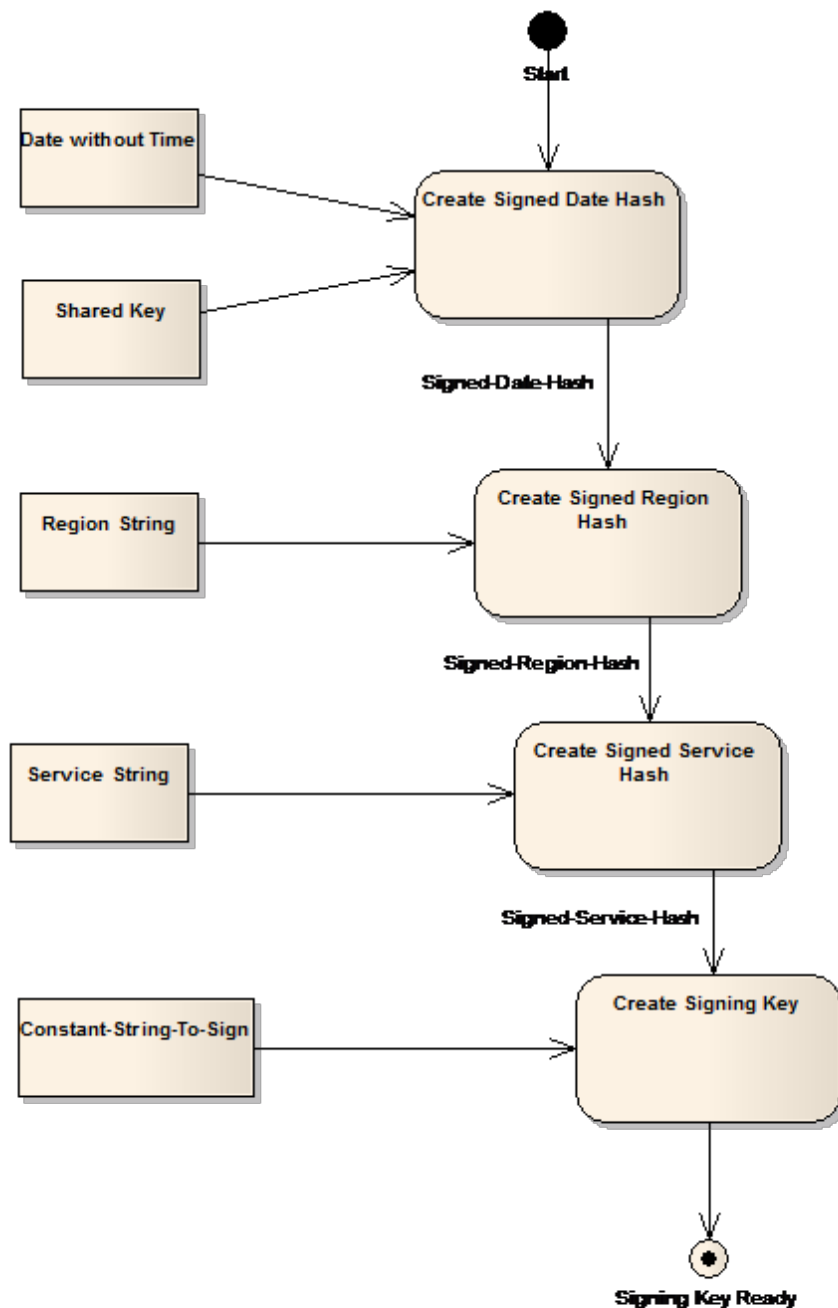 Start
Date without Time
Create Signed Date Hash
Shared Key
Signed-Date-Hash
Region String
Create Signed Region
Hash
Signed-Region-Hash
Service String
Create Signed Service
Hash
Signed-Service-Hash
Constant-String-To-Sign
Create Signing Key
Signing Key Ready